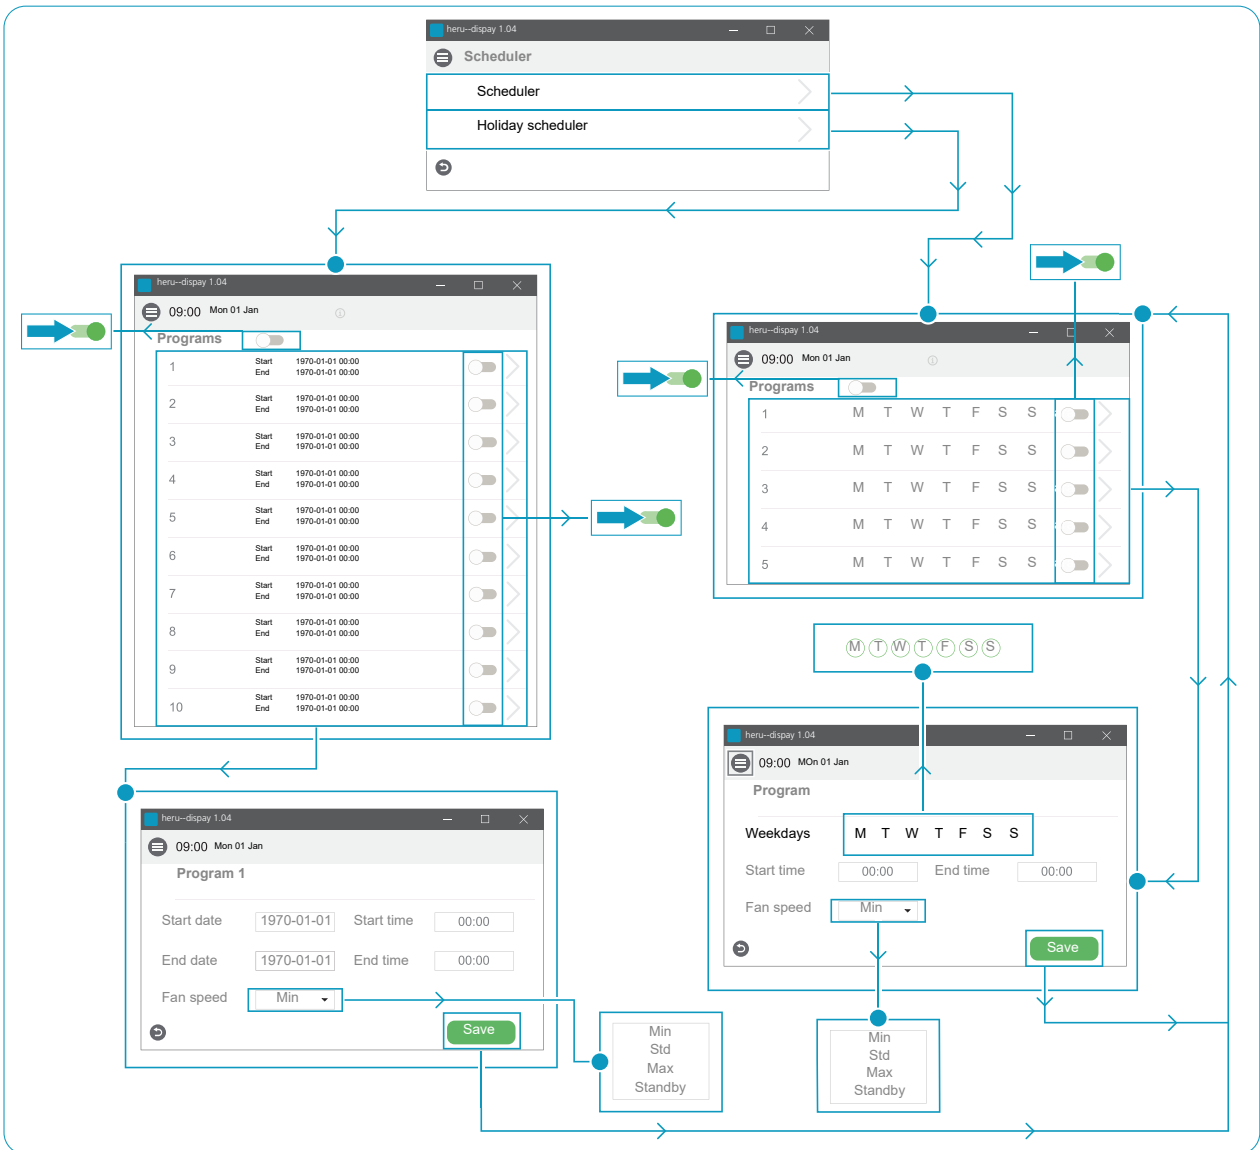 heru--dispay 1.04
Scheduler
Scheduler
Holiday scheduler
heru--dispay 1.04
09:00 Mon 01 Jan
Programs
1 Start 1970-01-01 00:00
End 1970-01-01 00:00
2 Start 1970-01-01 00:00
End 1970-01-01 00:00
3 Start 1970-01-01 00:00
End 1970-01-01 00:00
4 Start 1970-01-01 00:00
End 1970-01-01 00:00
5 Start 1970-01-01 00:00
End 1970-01-01 00:00
6 Start 1970-01-01 00:00
End 1970-01-01 00:00
7 Start 1970-01-01 00:00
End 1970-01-01 00:00
8 Start 1970-01-01 00:00
End 1970-01-01 00:00
9 Start 1970-01-01 00:00
End 1970-01-01 00:00
10 Start 1970-01-01 00:00
End 1970-01-01 00:00
heru--dispay 1.04
09:00 Mon 01 Jan
Programs
1 M T W T F S S
2 M T W T F S S
3 M T W T F S S
4 M T W T F S S
5 M T W T F S S
M T W T F S S
heru--dispay 1.04
09:00 MOn 01 Jan
Program
Weekdays M T W T F S S
Start time 00:00 End time 00:00
Fan speed Min
Save
Min
Std
Max
Standby
heru--dispay 1.04
09:00 Mon 01 Jan
Program 1
Start date 1970-01-01 Start time 00:00
End date 1970-01-01 End time 00:00
Fan speed Min
Save
Min
Std
Max
Standby